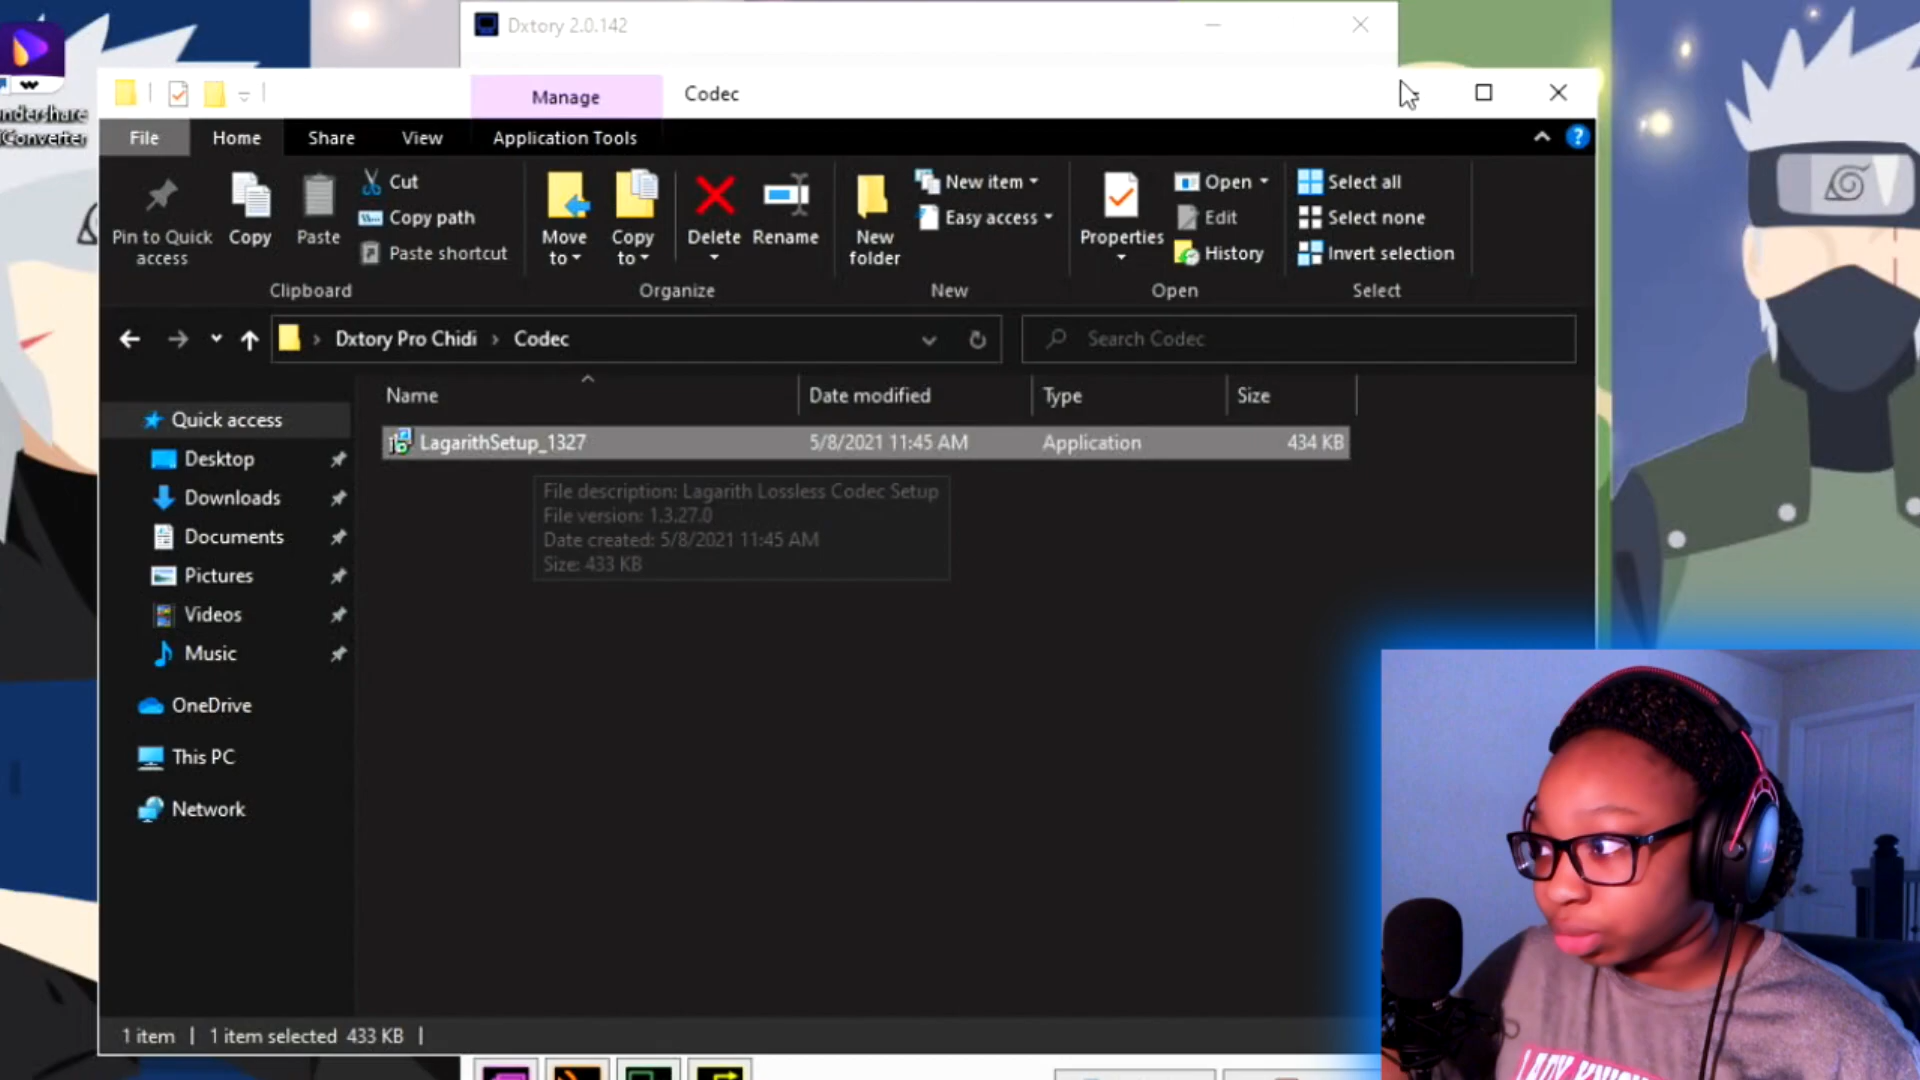 Dxtory 2.0.142
Manage
Codec
ndershare
Converter
File
Home
Share
View
Application Tools
Pin to Quick access
Copy
Paste
Cut
Copy path
Paste shortcut
Clipboard
Move to
Copy to
Delete
Rename
Organize
New folder
New item
Easy access
New
Properties
Open
Edit
History
Open
Select all
Select none
Invert selection
Select
Dxtory Pro Chidi > Codec
Search Codec
Name
Date modified
Type
Size
Quick access
Desktop
Downloads
Documents
Pictures
Videos
Music
OneDrive
This PC
Network
LagarithSetup_1327
5/8/2021 11:45 AM
Application
434 KB
File description: Lagarith Lossless Codec Setup
File version: 1.3.27.0
Date created: 5/8/2021 11:45 AM
Size: 433 KB
1 item
1 item selected 433 KB